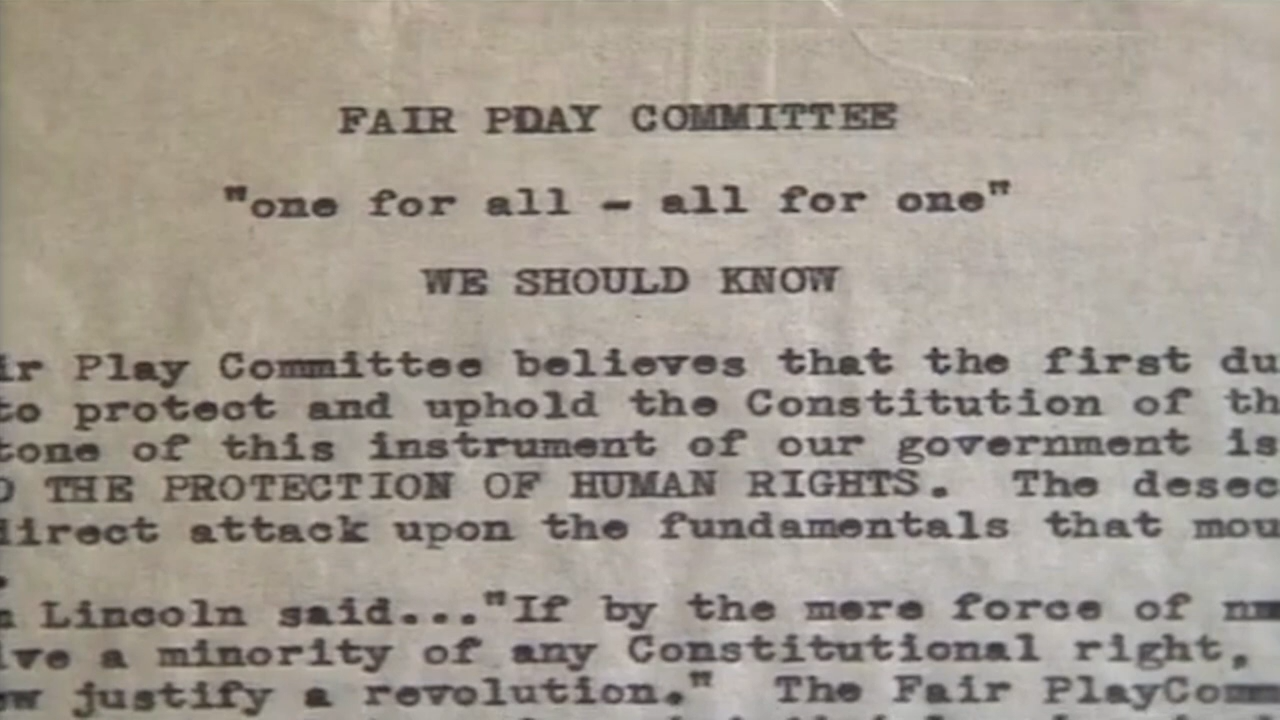 FAIR PDAY COMMITTEE
"one for all - all for one"
WE SHOULD KNOW
ir Play Committee believes that the first du
to protect and uphold the Constitution of th
tone of this instrument of our government is
O THE PROTECTION OF HUMAN RIGHTS. The desec
direct attack upon the fundamentals that mou
.
n Lincoln said..."If by the mere force of nm
ive a minority of any Constitutional right,
ew justify a revolution." The Fair PlayComm